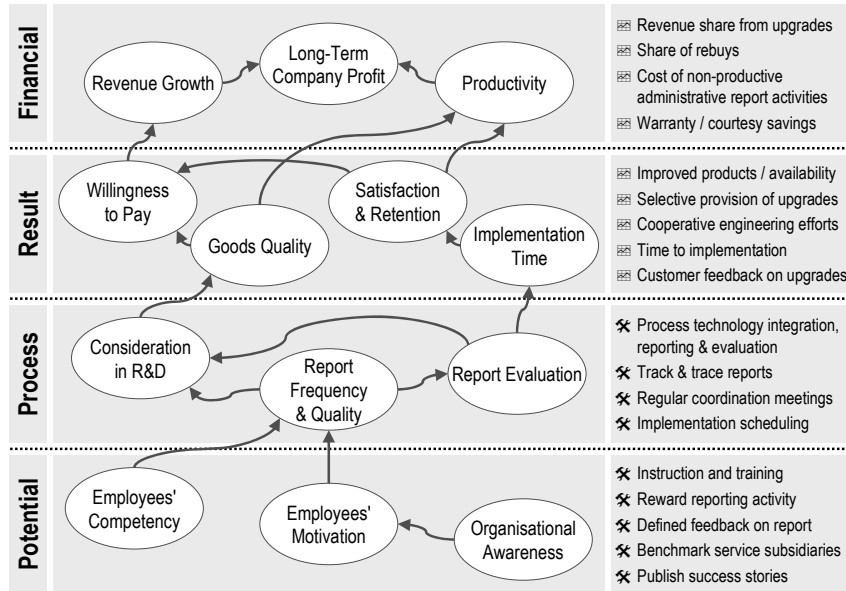 Financial
Revenue Growth
Long-Term
Company Profit
Productivity
Revenue share from upgrades
Share of rebuys
Cost of non-productive
administrative report activities
Warranty / courtesy savings
Result
Willingness
to Pay
Goods Quality
Satisfaction
& Retention
Implementation
Time
Improved products / availability
Selective provision of upgrades
Cooperative engineering efforts
Time to implementation
Customer feedback on upgrades
Process
Consideration
in R&D
Report
Frequency
& Quality
Report Evaluation
Process technology integration,
reporting & evaluation
Track & trace reports
Regular coordination meetings
Implementation scheduling
Potential
Employees'
Competency
Employees'
Motivation
Organisational
Awareness
Instruction and training
Reward reporting activity
Defined feedback on report
Benchmark service subsidiaries
Publish success stories